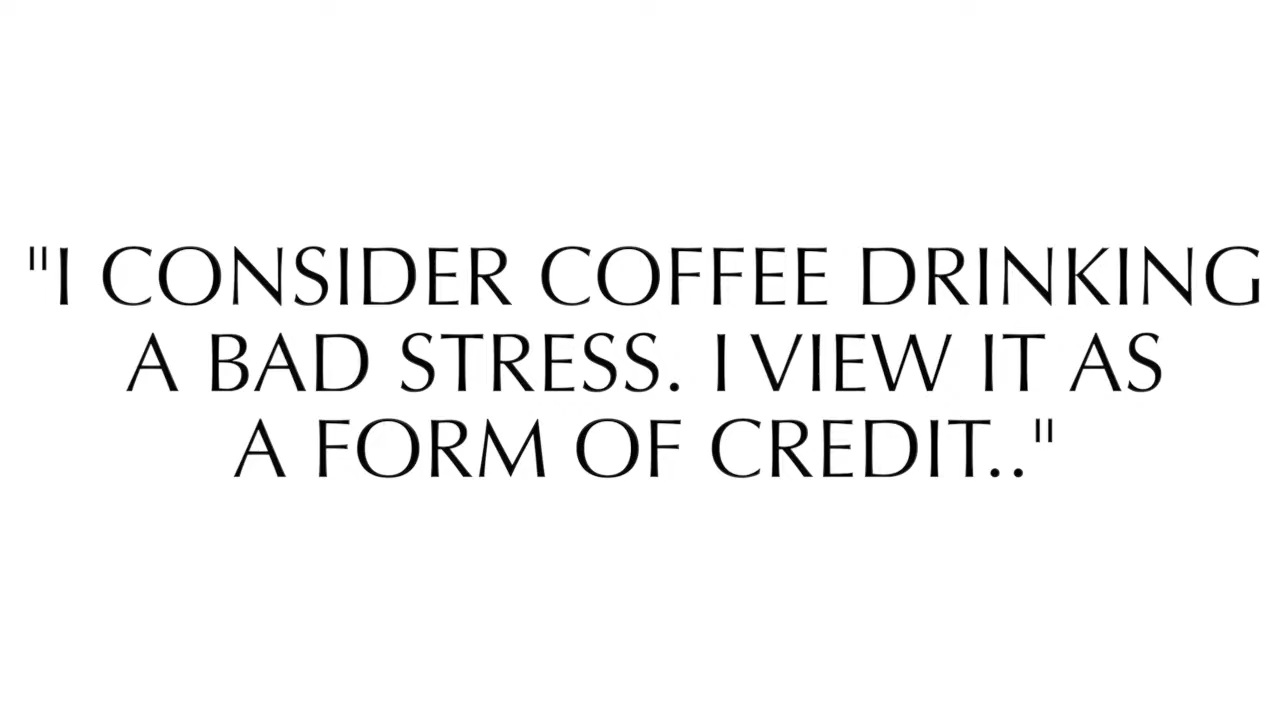 "I CONSIDER COFFEE DRINKING
A BAD STRESS. I VIEW IT AS
A FORM OF CREDIT.."